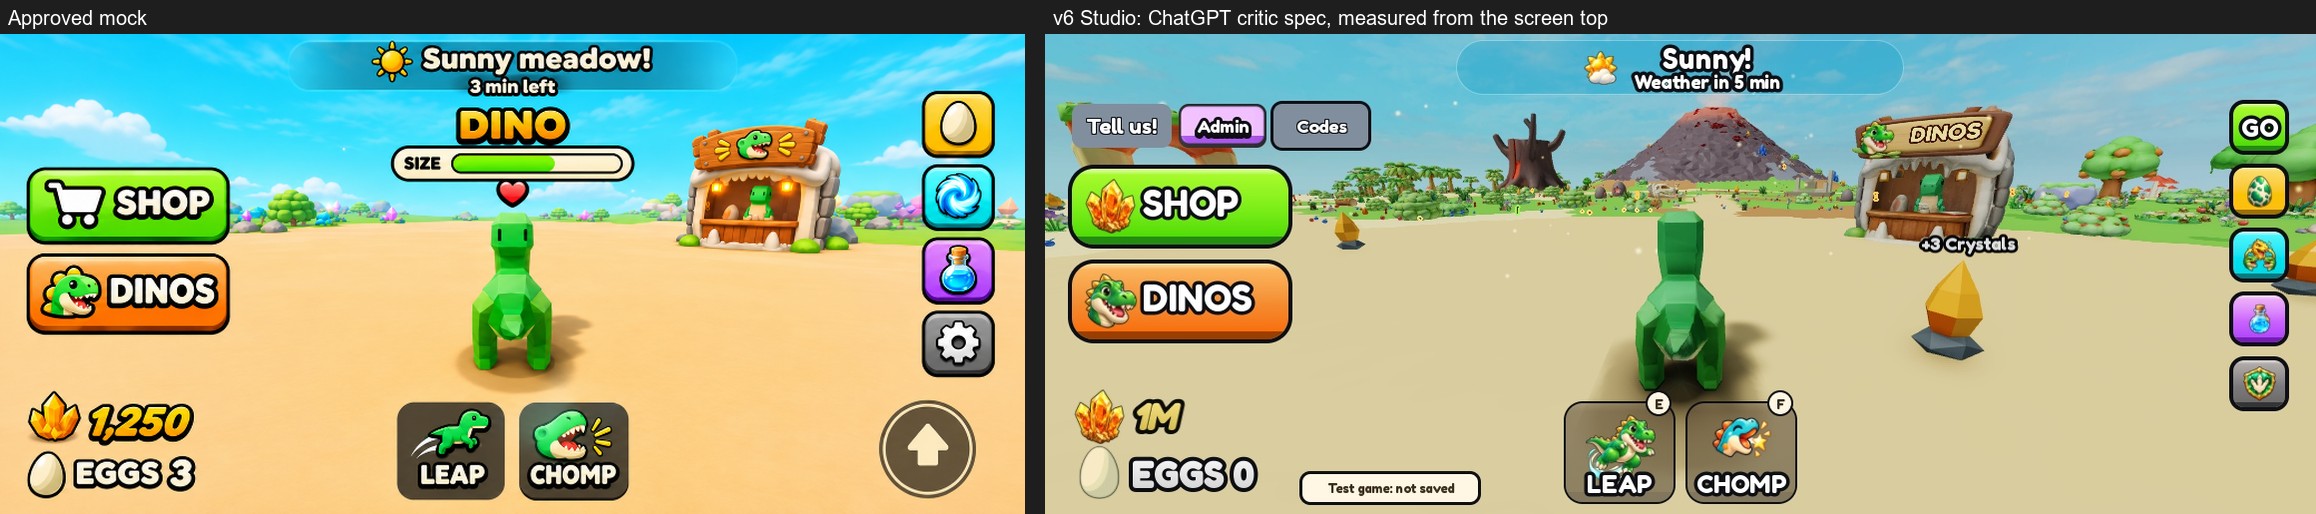 Approved mock
Sunny meadow!
3 min left
DINO
SIZE
SHOP
DINOS
1,250
EGGS 3
LEAP
CHOMP
v6 Studio: ChatGPT critic spec, measured from the screen top
Sunny!
Weather in 5 min
Tell us!
Admin
Codes
DINOS
GO
SHOP
+3 Crystals
DINOS
1M
EGGS 0
Test game: not saved
E
F
LEAP
CHOMP